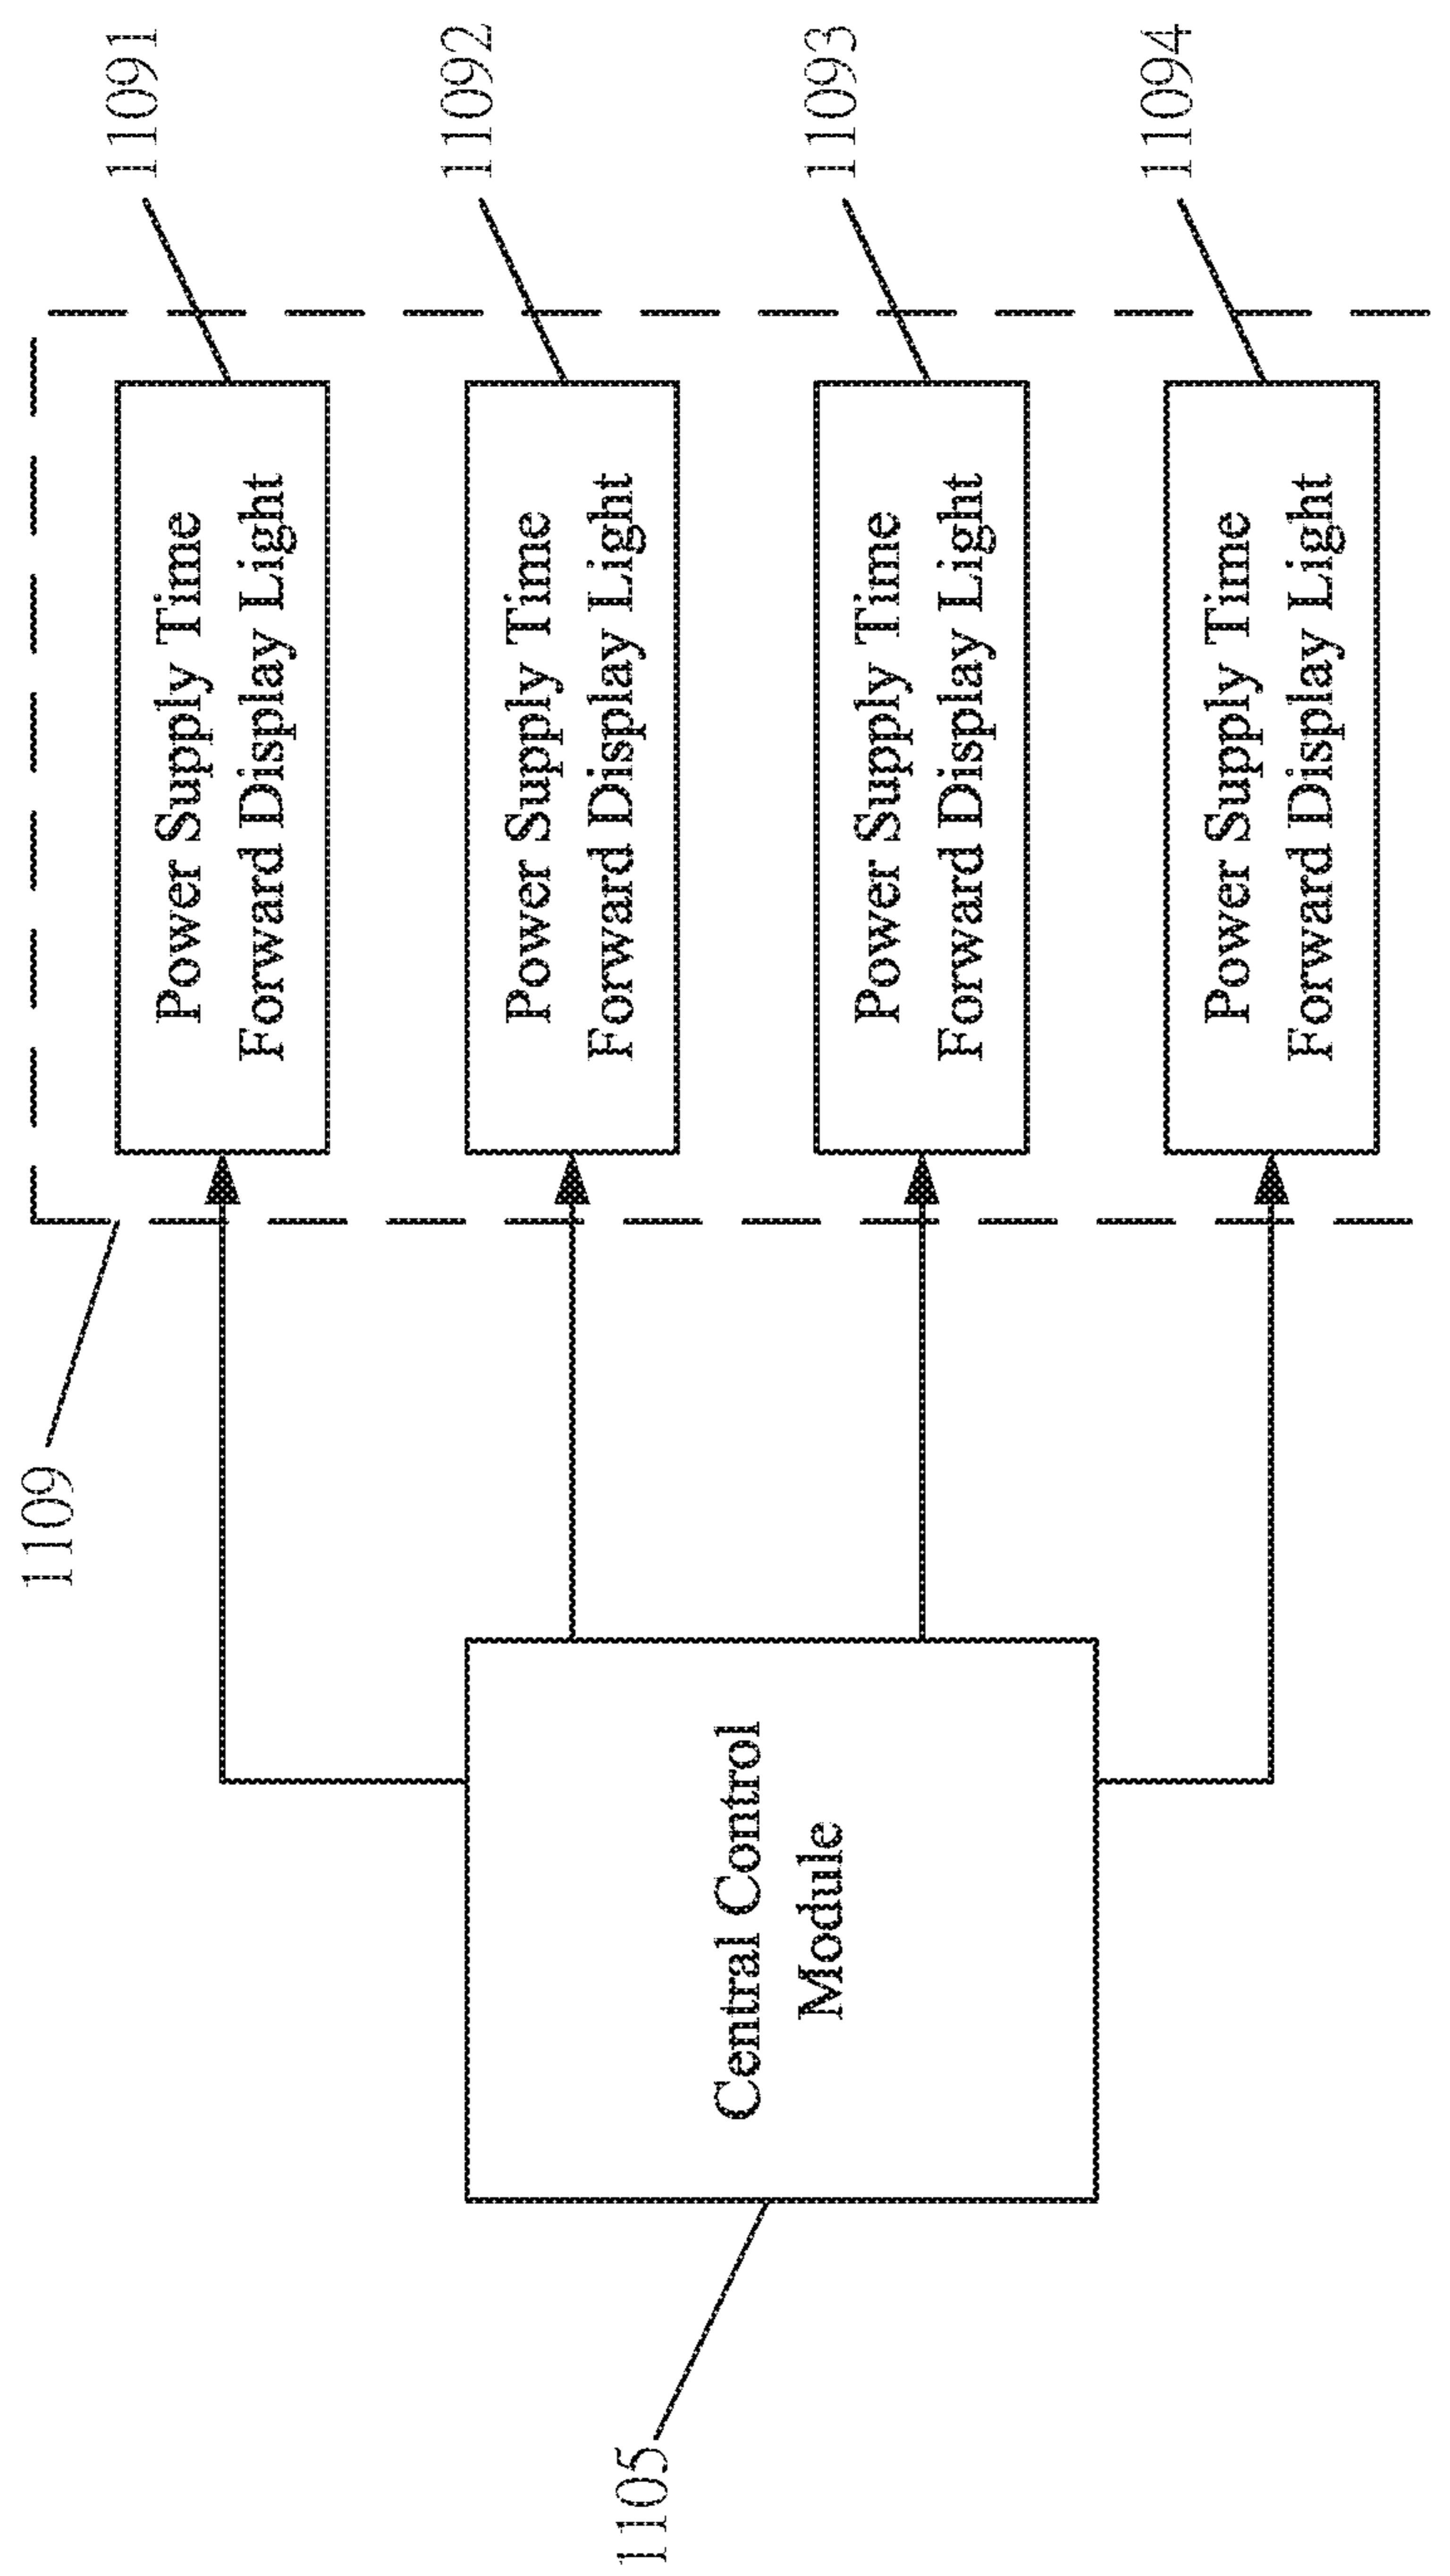 1109
11091
Power Supply Time
Forward Display Light
11092
Power Supply Time
Forward Display Light
11093
Power Supply Time
Forward Display Light
11094
Power Supply Time
Forward Display Light
1105
Central Control
Module